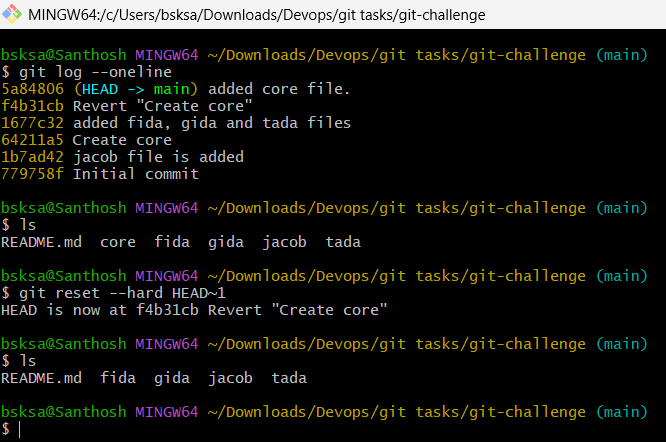 MINGW64:/c/Users/bsksa/Downloads/Devops/git tasks/git-challenge
bsksa@Santhosh MINGW64 ~/Downloads/Devops/git tasks/git-challenge (main)
$ git log --oneline
5a84806 (HEAD -> main) added core file.
f4b31cb Revert "Create core"
1677c32 added fida, gida and tada files
64211a5 Create core
1b7ad42 jacob file is added
779758f Initial commit
bsksa@Santhosh MINGW64 ~/Downloads/Devops/git tasks/git-challenge (main)
$ ls
README.md  core  fida  gida  jacob  tada
bsksa@Santhosh MINGW64 ~/Downloads/Devops/git tasks/git-challenge (main)
$ git reset --hard HEAD~1
HEAD is now at f4b31cb Revert "Create core"
bsksa@Santhosh MINGW64 ~/Downloads/Devops/git tasks/git-challenge (main)
$ ls
README.md  fida  gida  jacob  tada
bsksa@Santhosh MINGW64 ~/Downloads/Devops/git tasks/git-challenge (main)
$